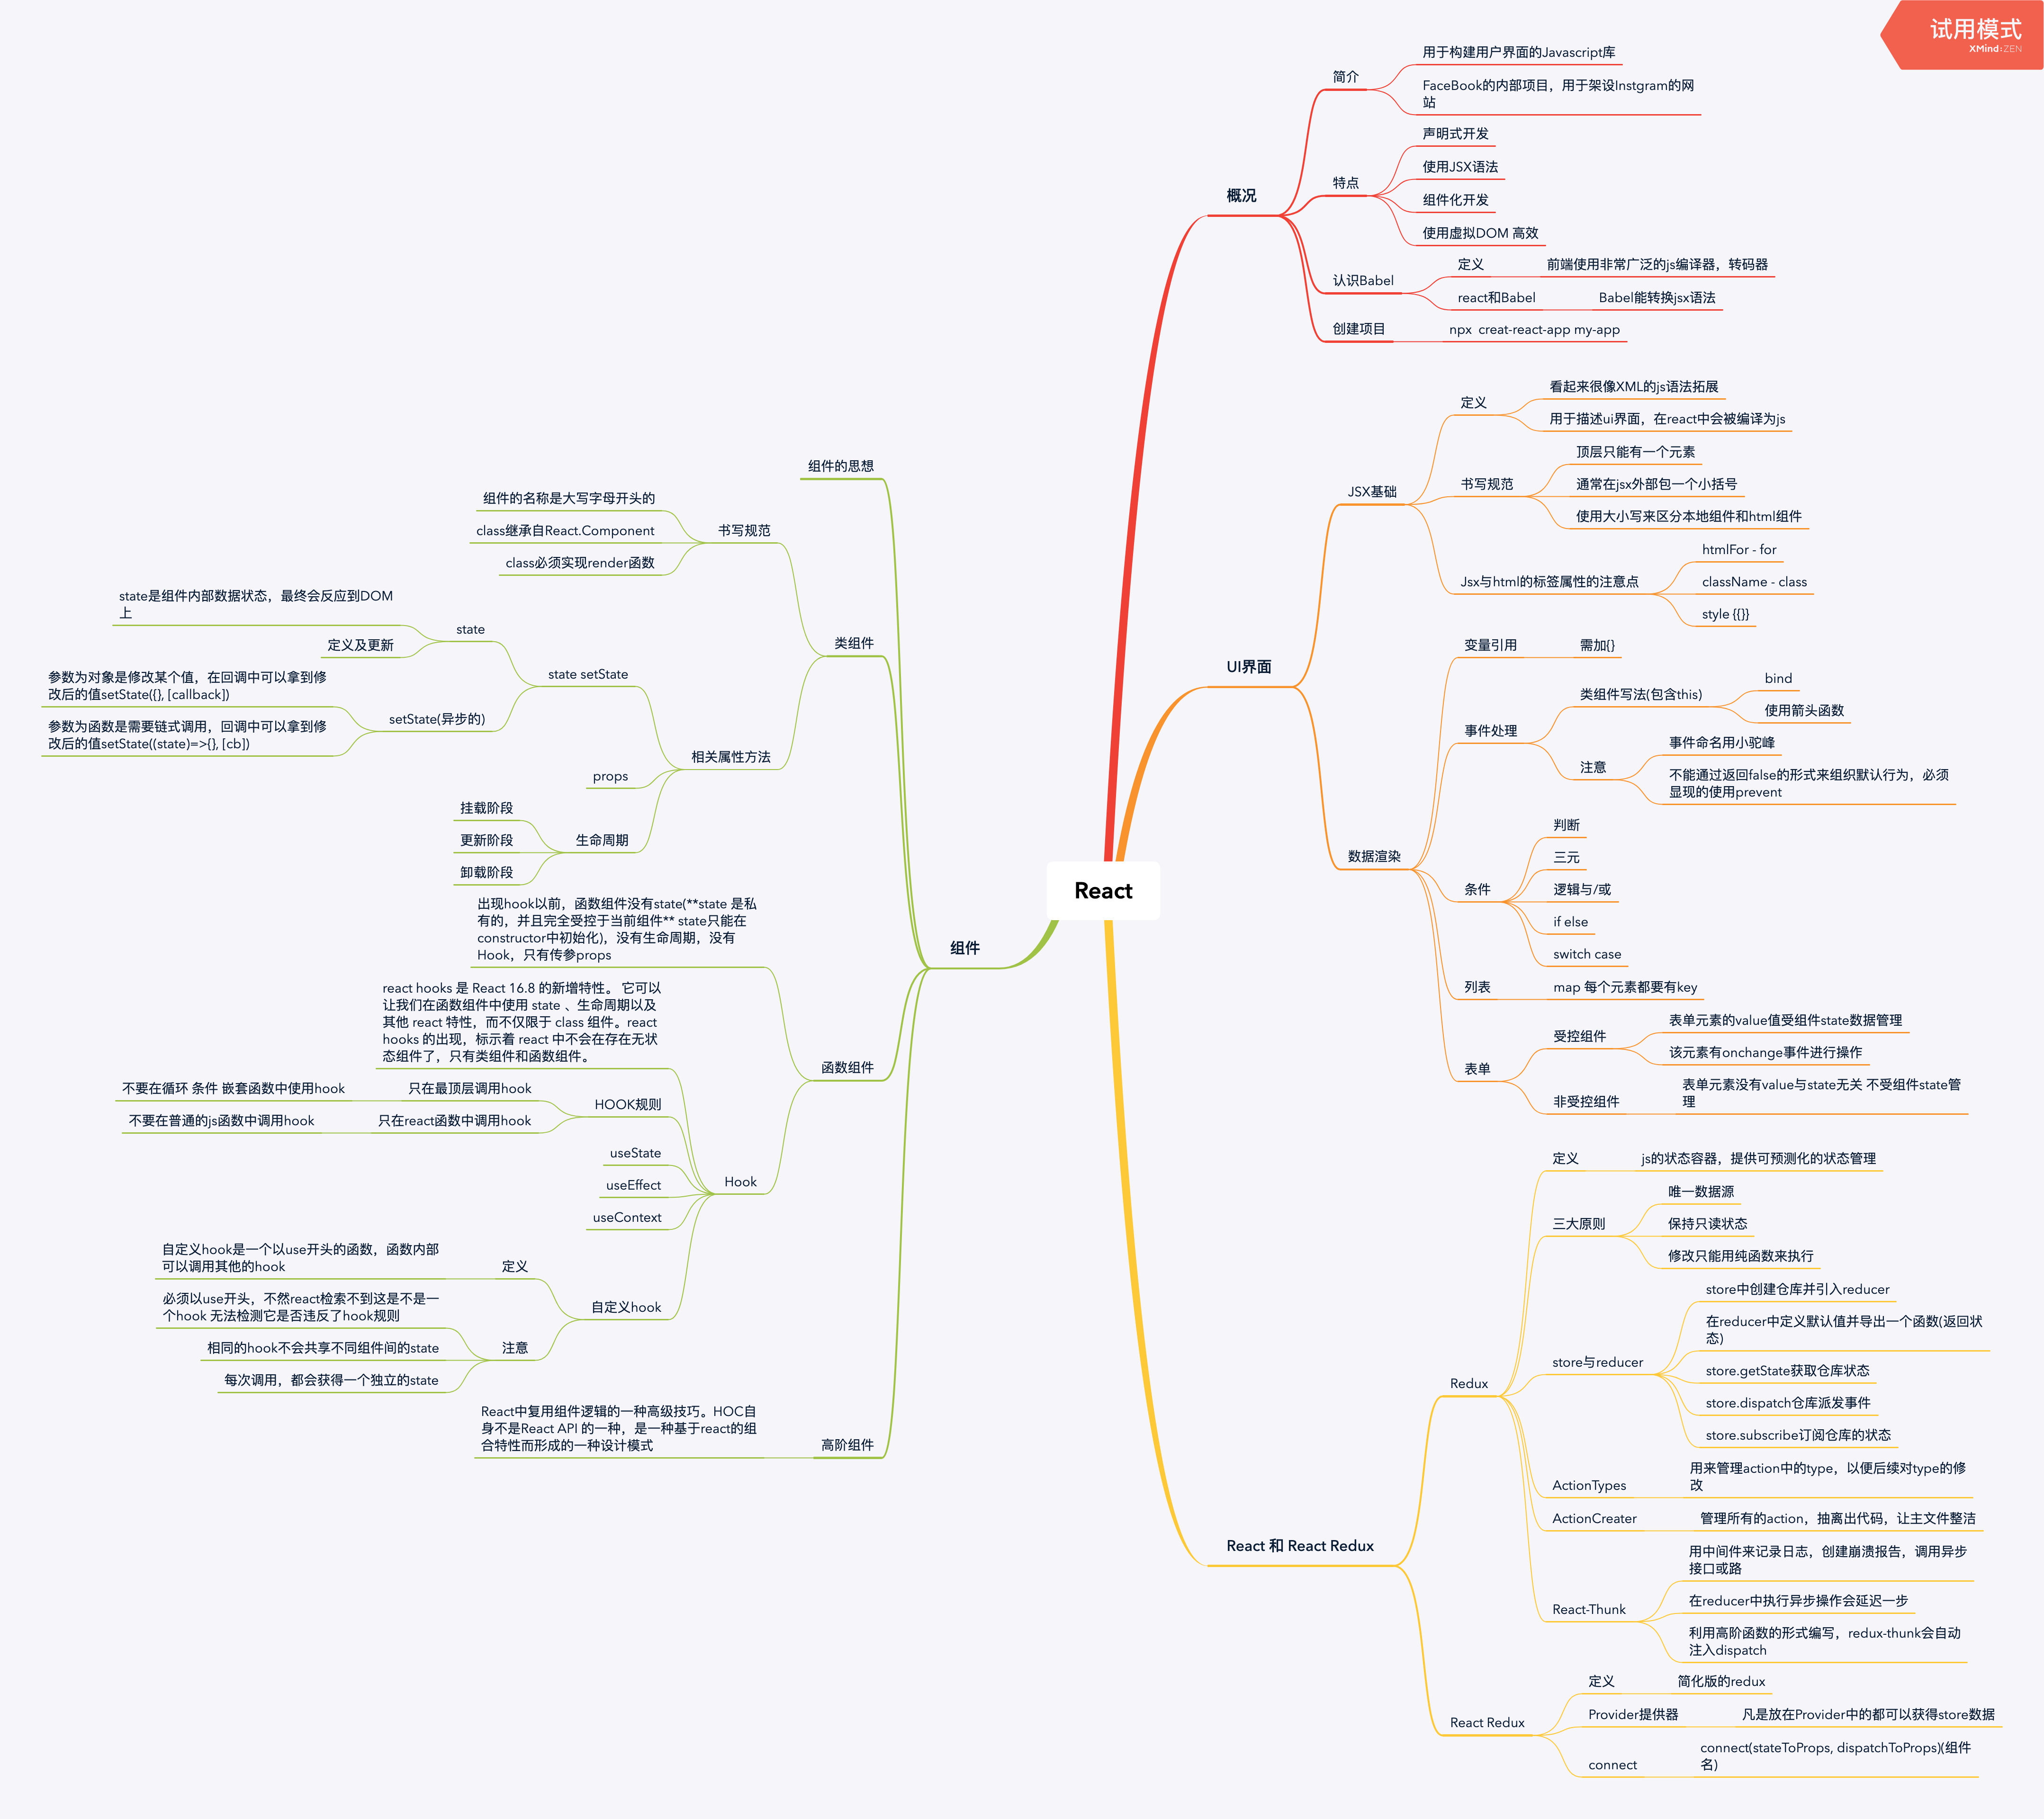 试用模式
XMind:ZEN
React
概况
简介
用于构建用户界面的Javascript库
FaceBook的内部项目，用于架设Instgram的网
站
特点
声明式开发
使用JSX语法
组件化开发
使用虚拟DOM 高效
认识Babel
定义
前端使用非常广泛的js编译器，转码器
react和Babel
Babel能转换jsx语法
创建项目
npx  creat-react-app my-app
UI界面
JSX基础
定义
看起来很像XML的js语法拓展
用于描述ui界面，在react中会被编译为js
书写规范
顶层只能有一个元素
通常在jsx外部包一个小括号
使用大小写来区分本地组件和html组件
Jsx与html的标签属性的注意点
htmlFor - for
className - class
style {{}}
数据渲染
变量引用
需加{}
事件处理
类组件写法(包含this)
bind
使用箭头函数
注意
事件命名用小驼峰
不能通过返回false的形式来组织默认行为，必须
显现的使用prevent
条件
判断
三元
逻辑与/或
if else
switch case
列表
map 每个元素都要有key
表单
受控组件
表单元素的value值受组件state数据管理
该元素有onchange事件进行操作
非受控组件
表单元素没有value与state无关 不受组件state管
理
React 和 React Redux
Redux
定义
js的状态容器，提供可预测化的状态管理
三大原则
唯一数据源
保持只读状态
修改只能用纯函数来执行
store与reducer
store中创建仓库并引入reducer
在reducer中定义默认值并导出一个函数(返回状
态)
store.getState获取仓库状态
store.dispatch仓库派发事件
store.subscribe订阅仓库的状态
ActionTypes
用来管理action中的type，以便后续对type的修
改
ActionCreater
管理所有的action，抽离出代码，让主文件整洁
React-Thunk
用中间件来记录日志，创建崩溃报告，调用异步
接口或路
在reducer中执行异步操作会延迟一步
利用高阶函数的形式编写，redux-thunk会自动
注入dispatch
React Redux
定义
简化版的redux
Provider提供器
凡是放在Provider中的都可以获得store数据
connect
connect(stateToProps, dispatchToProps)(组件
名)
组件
组件的思想
类组件
书写规范
组件的名称是大写字母开头的
class继承自React.Component
class必须实现render函数
相关属性方法
state setState
state
state是组件内部数据状态，最终会反应到DOM
上
定义及更新
setState(异步的)
参数为对象是修改某个值，在回调中可以拿到修
改后的值setState({}, [callback])
参数为函数是需要链式调用，回调中可以拿到修
改后的值setState((state)=>{}, [cb])
props
生命周期
挂载阶段
更新阶段
卸载阶段
函数组件
出现hook以前，函数组件没有state(**state 是私
有的，并且完全受控于当前组件** state只能在
constructor中初始化)，没有生命周期，没有
Hook，只有传参props
Hook
react hooks 是 React 16.8 的新增特性。 它可以
让我们在函数组件中使用 state 、生命周期以及
其他 react 特性，而不仅限于 class 组件。react
hooks 的出现，标示着 react 中不会在存在无状
态组件了，只有类组件和函数组件。
HOOK规则
只在最顶层调用hook
不要在循环 条件 嵌套函数中使用hook
只在react函数中调用hook
不要在普通的js函数中调用hook
useState
useEffect
useContext
自定义hook
定义
自定义hook是一个以use开头的函数，函数内部
可以调用其他的hook
注意
必须以use开头，不然react检索不到这是不是一
个hook 无法检测它是否违反了hook规则
相同的hook不会共享不同组件间的state
每次调用，都会获得一个独立的state
高阶组件
React中复用组件逻辑的一种高级技巧。HOC自
身不是React API 的一种，是一种基于react的组
合特性而形成的一种设计模式